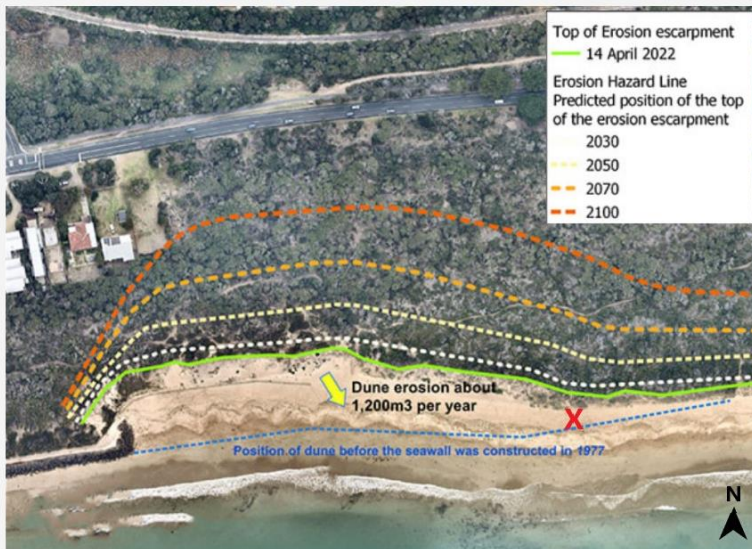 Top of Erosion escarpment
14 April 2022
Erosion Hazard Line
Predicted position of the top
of the erosion escarpment
2030
2050
2070
2100
Dune erosion about
1,200m3 per year
X
Position of dune before the seawall was constructed in 1977
N